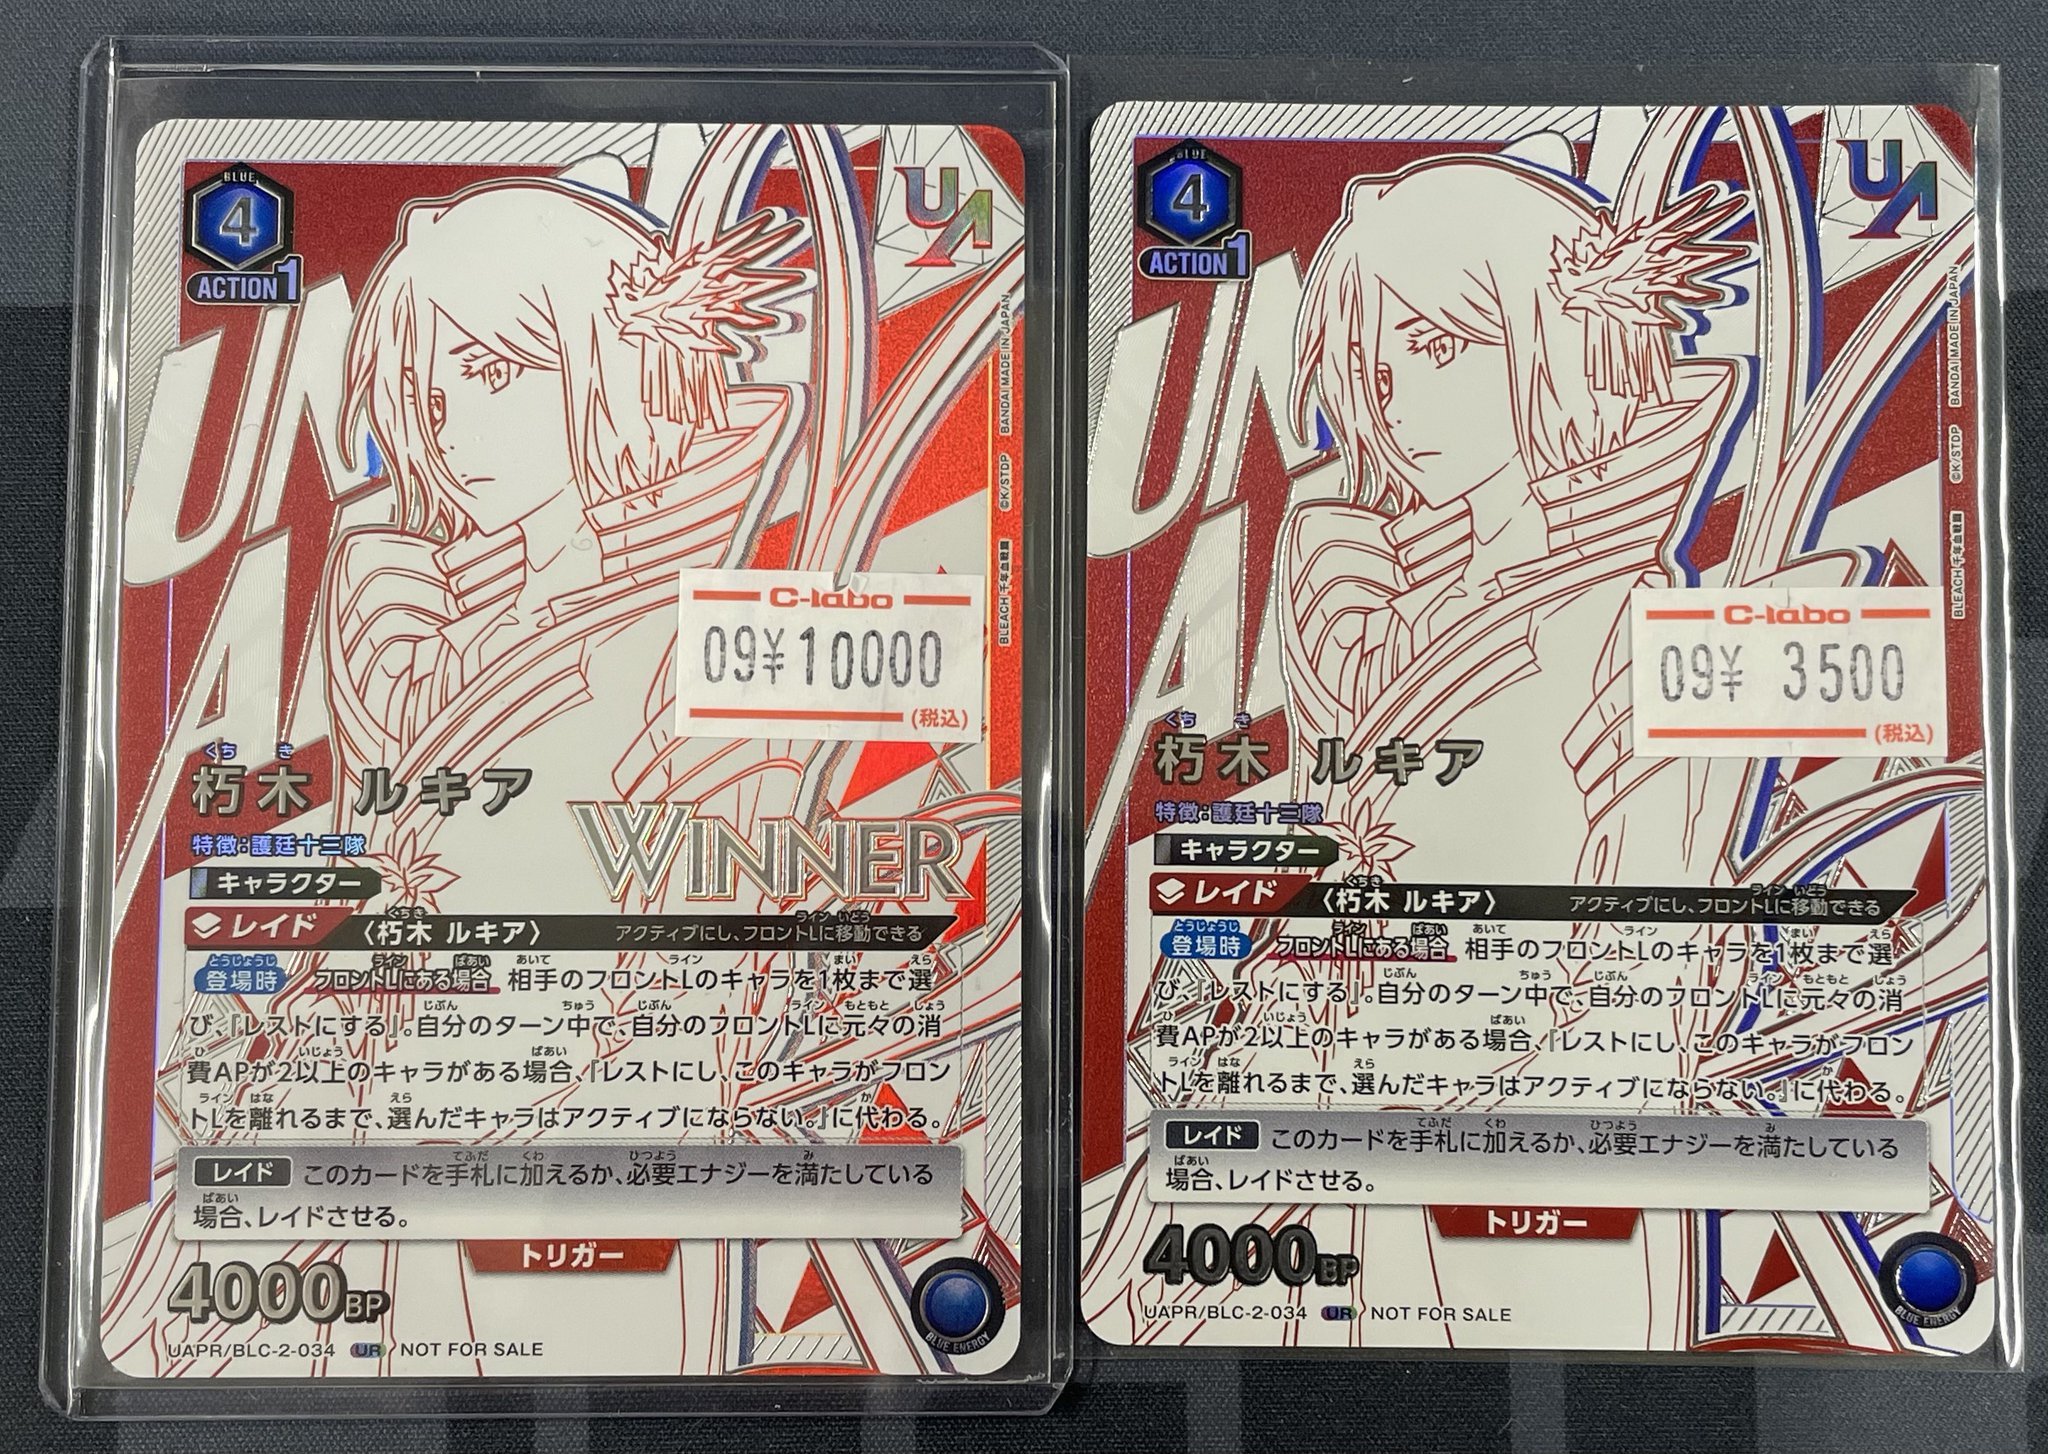 BLUE
4
ACTION 1
UA
UN
A
BLEACH 千年血戦篇 ©K/STDP BANDAI MADE IN JAPAN
C-labo
09¥10000
(税込)
くち き
朽木 ルキア
特徴:護廷十三隊
WINNER
キャラクター
レイド 〈朽木 ルキア〉 アクティブにし、フロントLに移動できる
登場時 フロントLにある場合 相手のフロントLのキャラを1枚まで選
び、『レストにする』。自分のターン中で、自分のフロントLに元々の消
費APが2以上のキャラがある場合、『レストにし、このキャラがフロン
トLを離れるまで、選んだキャラはアクティブにならない。』に代わる。
レイド このカードを手札に加えるか、必要エナジーを満たしている
場合、レイドさせる。
トリガー
4000BP
BLUE ENERGY
UAPR/BLC-2-034 UR NOT FOR SALE
BLUE
4
ACTION 1
UA
UN
A
BLEACH 千年血戦篇 ©K/STDP BANDAI MADE IN JAPAN
C-labo
09¥ 3500
(税込)
くち き
朽木 ルキア
特徴:護廷十三隊
キャラクター
レイド 〈朽木 ルキア〉 アクティブにし、フロントLに移動できる
登場時 フロントLにある場合 相手のフロントLのキャラを1枚まで選
び、『レストにする』。自分のターン中で、自分のフロントLに元々の消
費APが2以上のキャラがある場合、『レストにし、このキャラがフロン
トLを離れるまで、選んだキャラはアクティブにならない。』に代わる。
レイド このカードを手札に加えるか、必要エナジーを満たしている
場合、レイドさせる。
トリガー
4000BP
BLUE ENERGY
UAPR/BLC-2-034 UR NOT FOR SALE